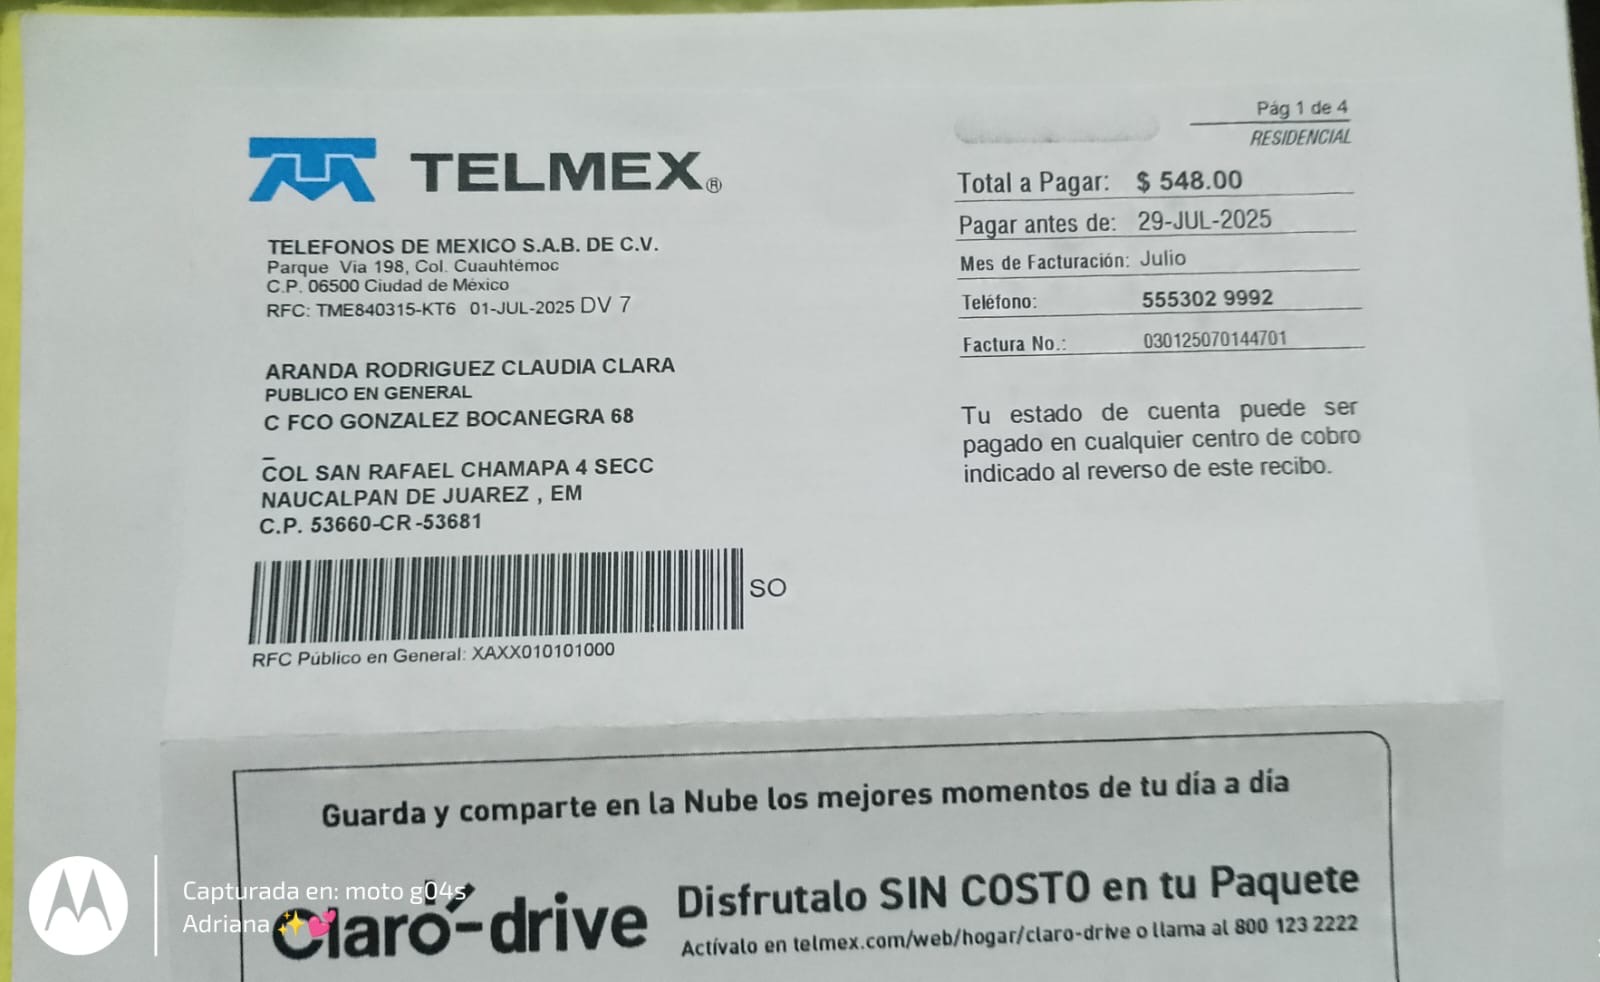 Pág 1 de 4
RESIDENCIAL
TELMEX®
Total a Pagar: $ 548.00
Pagar antes de: 29-JUL-2025
Mes de Facturación: Julio
Teléfono: 555302 9992
Factura No.: 030125070144701
TELEFONOS DE MEXICO S.A.B. DE C.V.
Parque Via 198, Col. Cuauhtémoc
C.P. 06500 Ciudad de México
RFC: TME840315-KT6 01-JUL-2025 DV 7
ARANDA RODRIGUEZ CLAUDIA CLARA
PUBLICO EN GENERAL
C FCO GONZALEZ BOCANEGRA 68
_
COL SAN RAFAEL CHAMAPA 4 SECC
NAUCALPAN DE JUAREZ , EM
C.P. 53660-CR-53681
Tu estado de cuenta puede ser
pagado en cualquier centro de cobro
indicado al reverso de este recibo.
SO
RFC Público en General: XAXX010101000
Guarda y comparte en la Nube los mejores momentos de tu día a día
Claro-drive
Disfrutalo SIN COSTO en tu Paquete
Actívalo en telmex.com/web/hogar/claro-drive o llama al 800 123 2222
Capturada en: moto g04s
Adriana ✨💕